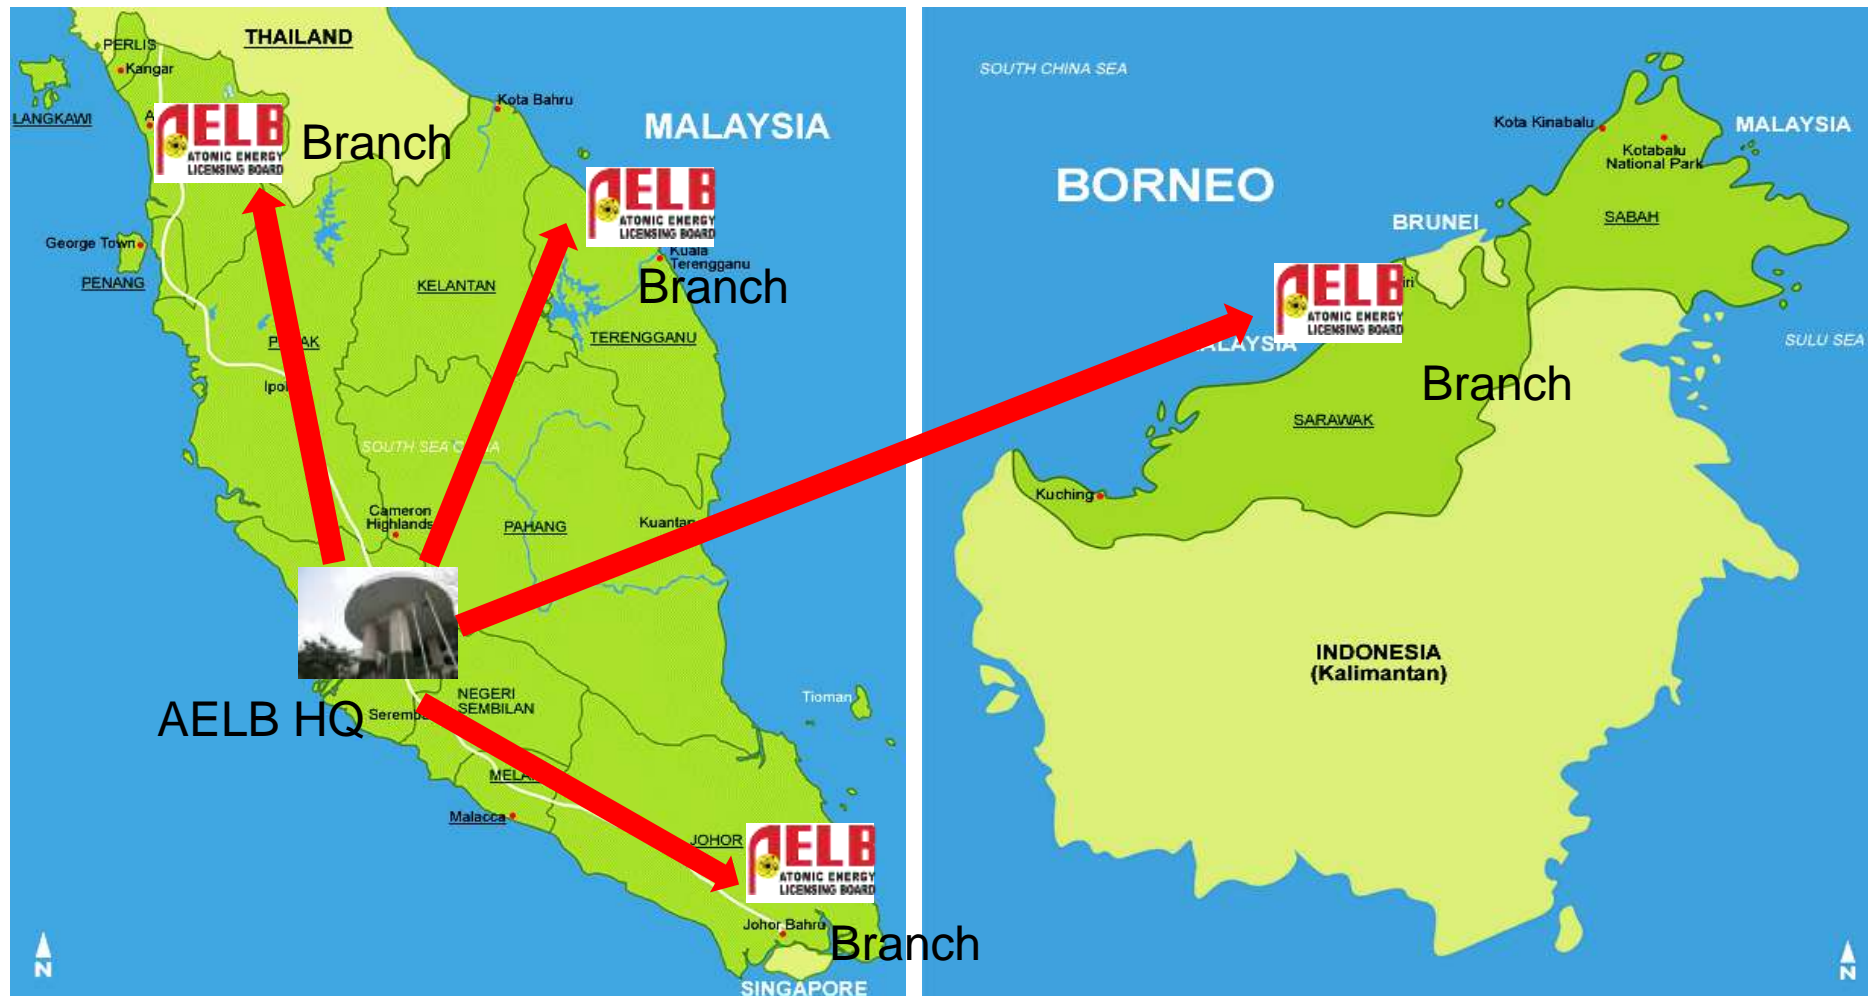 THAILAND
PERLIS
Kangar
LANGKAWI
AELB
ATOMIC ENERGY
LICENSING BOARD
Branch
Kota Bahru
MALAYSIA
AELB
ATOMIC ENERGY
LICENSING BOARD
Kuala
Terengganu
Branch
George Town
PENANG
KELANTAN
TERENGGANU
SOUTH SEA
Cameron
Highlands
PAHANG
Kuantan
AELB HQ
NEGERI
SEMBILAN
Tioman
Malacca
JOHOR
AELB
ATOMIC ENERGY
LICENSING BOARD
Johor Bahru
Branch
SINGAPORE
N
SOUTH CHINA SEA
Kota Kinabalu
MALAYSIA
Kotabalu
National Park
BORNEO
SABAH
BRUNEI
AELB
ATOMIC ENERGY
LICENSING BOARD
SULU SEA
Branch
SARAWAK
Kuching
INDONESIA
(Kalimantan)
N